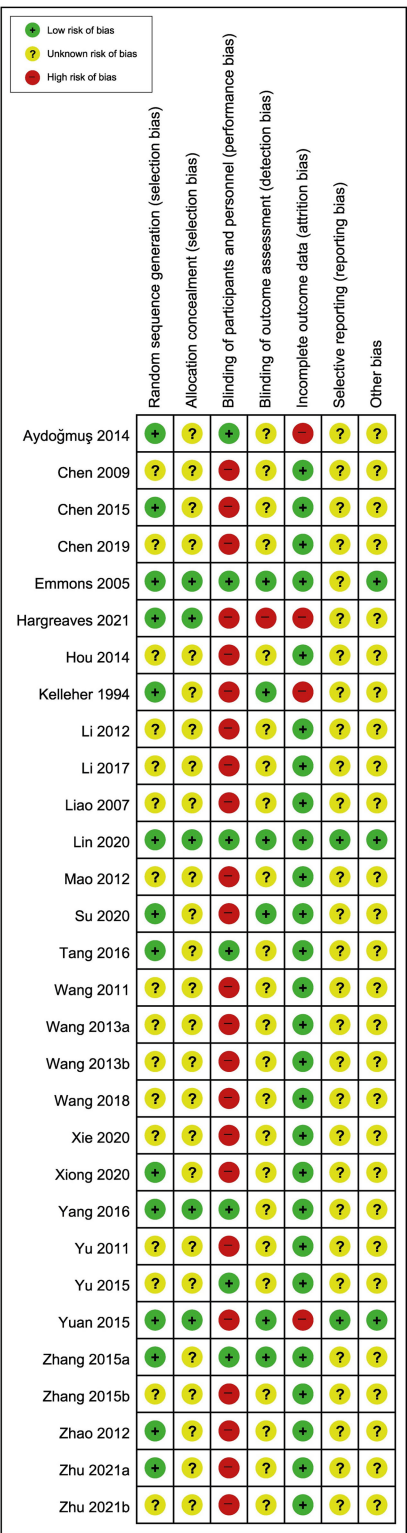 + Low risk of bias
? Unknown risk of bias
− High risk of bias
Random sequence generation (selection bias)
Allocation concealment (selection bias)
Blinding of participants and personnel (performance bias)
Blinding of outcome assessment (detection bias)
Incomplete outcome data (attrition bias)
Selective reporting (reporting bias)
Other bias
Aydoğmuş 2014 + ? + ? − ? ?
Chen 2009 ? ? − ? + ? ?
Chen 2015 + ? − ? + ? ?
Chen 2019 ? ? − ? + ? ?
Emmons 2005 + + + + + ? +
Hargreaves 2021 + + − − − ? ?
Hou 2014 ? ? − ? + ? ?
Kelleher 1994 + ? − + − ? ?
Li 2012 ? ? − ? + ? ?
Li 2017 ? ? − ? + ? ?
Liao 2007 ? ? − ? + ? ?
Lin 2020 + + + + + + +
Mao 2012 ? ? − ? + ? ?
Su 2020 + ? − + + ? ?
Tang 2016 + ? + ? + ? ?
Wang 2011 ? ? − ? + ? ?
Wang 2013a ? ? − ? + ? ?
Wang 2013b ? ? − ? + ? ?
Wang 2018 ? ? − ? + ? ?
Xie 2020 ? ? − ? + ? ?
Xiong 2020 + ? − ? + ? ?
Yang 2016 + + + ? + ? ?
Yu 2011 ? ? − ? + ? ?
Yu 2015 ? ? + ? + ? ?
Yuan 2015 + + − + − + +
Zhang 2015a + ? + + + ? ?
Zhang 2015b ? ? − ? + ? ?
Zhao 2012 + ? − ? + ? ?
Zhu 2021a + ? − ? + ? ?
Zhu 2021b ? ? − ? + ? ?